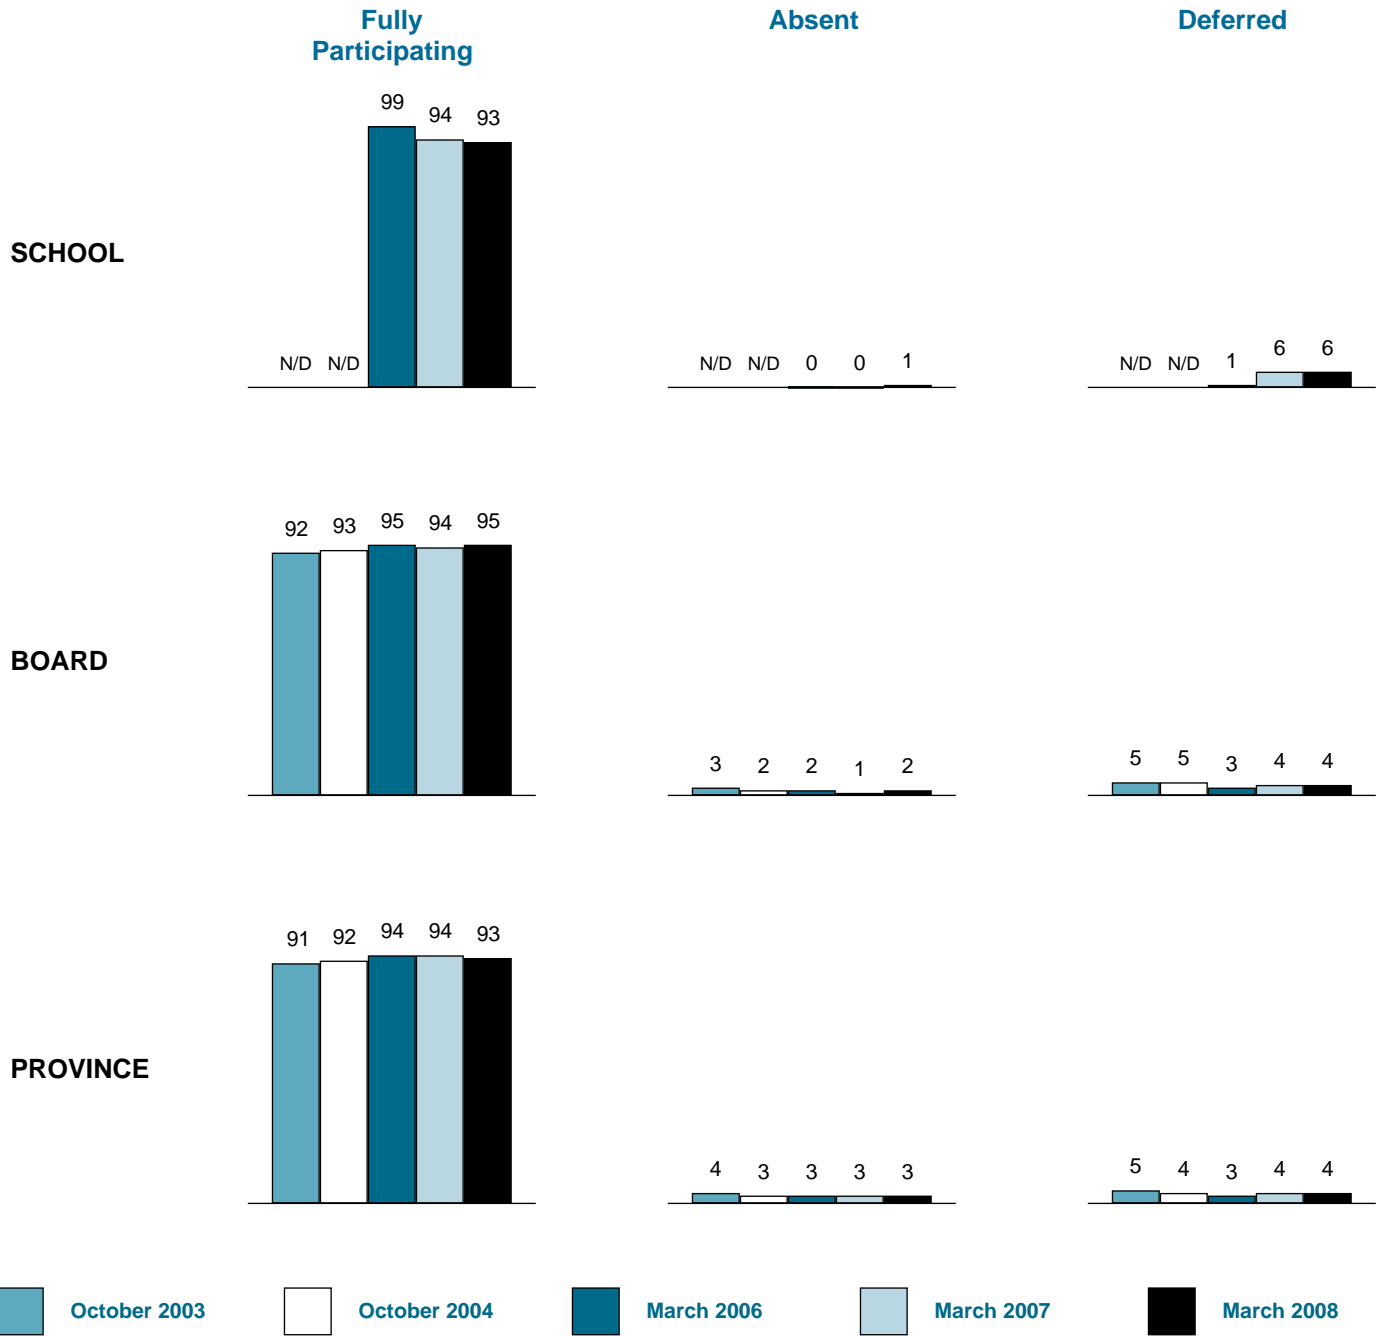 Fully
Participating
Absent
Deferred
SCHOOL
N/D N/D 99 94 93
N/D N/D 0 0 1
N/D N/D 1 6 6
BOARD
92 93 95 94 95
3 2 2 1 2
5 5 3 4 4
PROVINCE
91 92 94 94 93
4 3 3 3 3
5 4 3 4 4
October 2003 October 2004 March 2006 March 2007 March 2008